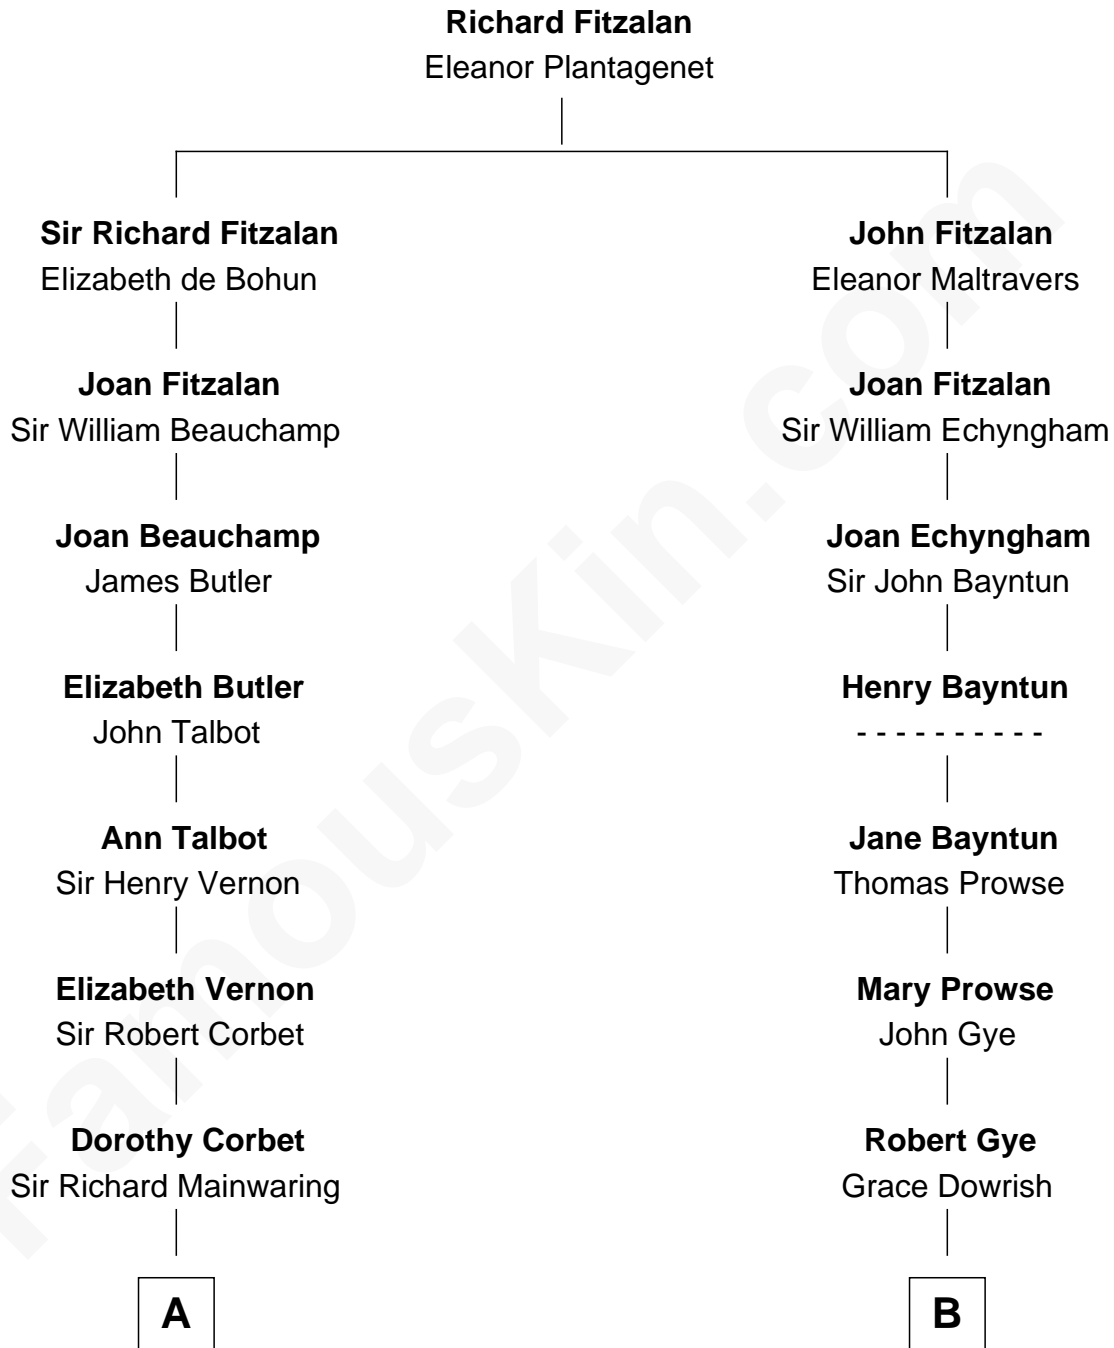 Richard Fitzalan
Eleanor Plantagenet
Sir Richard Fitzalan
Elizabeth de Bohun
Joan Fitzalan
Sir William Beauchamp
Joan Beauchamp
James Butler
Elizabeth Butler
John Talbot
Ann Talbot
Sir Henry Vernon
Elizabeth Vernon
Sir Robert Corbet
Dorothy Corbet
Sir Richard Mainwaring
A
John Fitzalan
Eleanor Maltravers
Joan Fitzalan
Sir William Echyngham
Joan Echyngham
Sir John Bayntun
Henry Bayntun
- - - - - - - - - -
Jane Bayntun
Thomas Prowse
Mary Prowse
John Gye
Robert Gye
Grace Dowrish
B
FamousKin.com